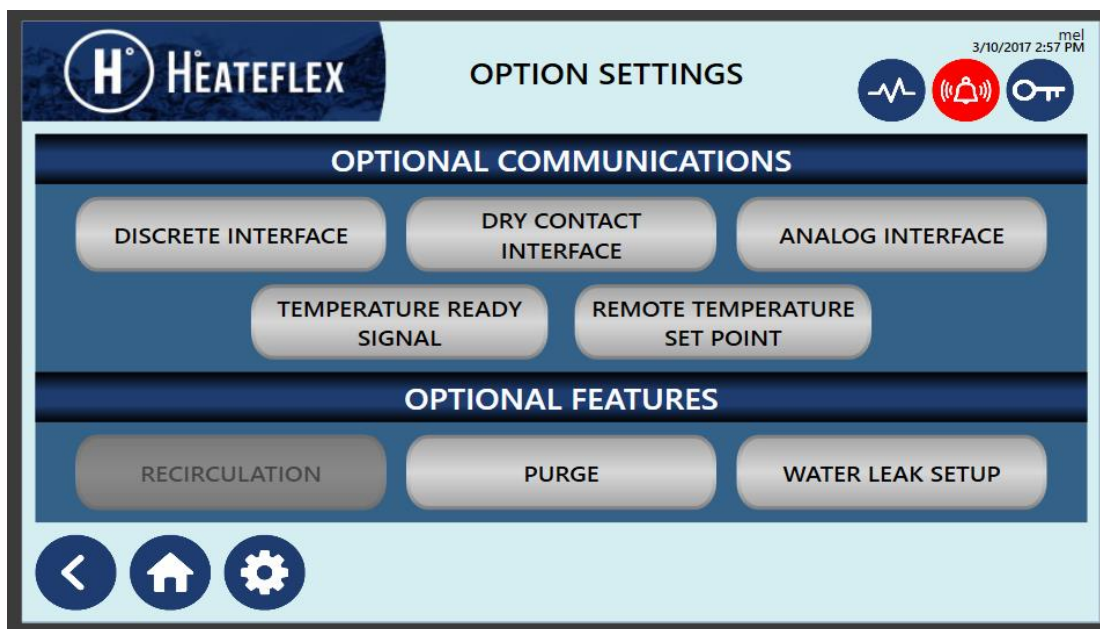 mel
3/10/2017 2:57 PM
H° HEATEFLEX
OPTION SETTINGS
OPTIONAL COMMUNICATIONS
DISCRETE INTERFACE
DRY CONTACT
INTERFACE
ANALOG INTERFACE
TEMPERATURE READY
SIGNAL
REMOTE TEMPERATURE
SET POINT
OPTIONAL FEATURES
RECIRCULATION
PURGE
WATER LEAK SETUP